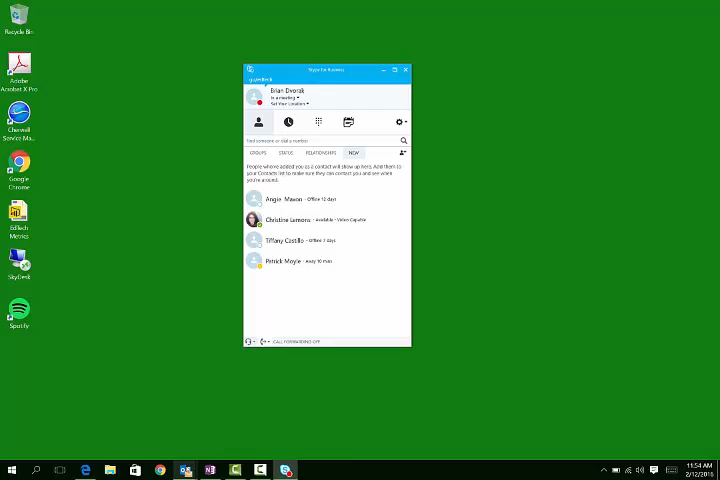 Recycle Bin
Adobe
Acrobat X Pro
Cherwell
Service Ma...
Google
Chrome
EdTech
Metrics
SkyDesk
Spotify
Skype for Business
Brian Dvorak
In a meeting
Set Your Location
Find someone or dial a number
GROUPS STATUS RELATIONSHIPS NEW
People who've added you as a contact will show up here. Add them to
your Contacts list to make sure they can contact you and see when
you're around.
Angie Mavon - Offline 12 days
Christine Lemons - Available - Video Capable
Tiffany Castillo - Offline 7 days
Patrick Moyle - Away 10 mins
CALL FORWARDING OFF
11:54 AM
2/12/2016